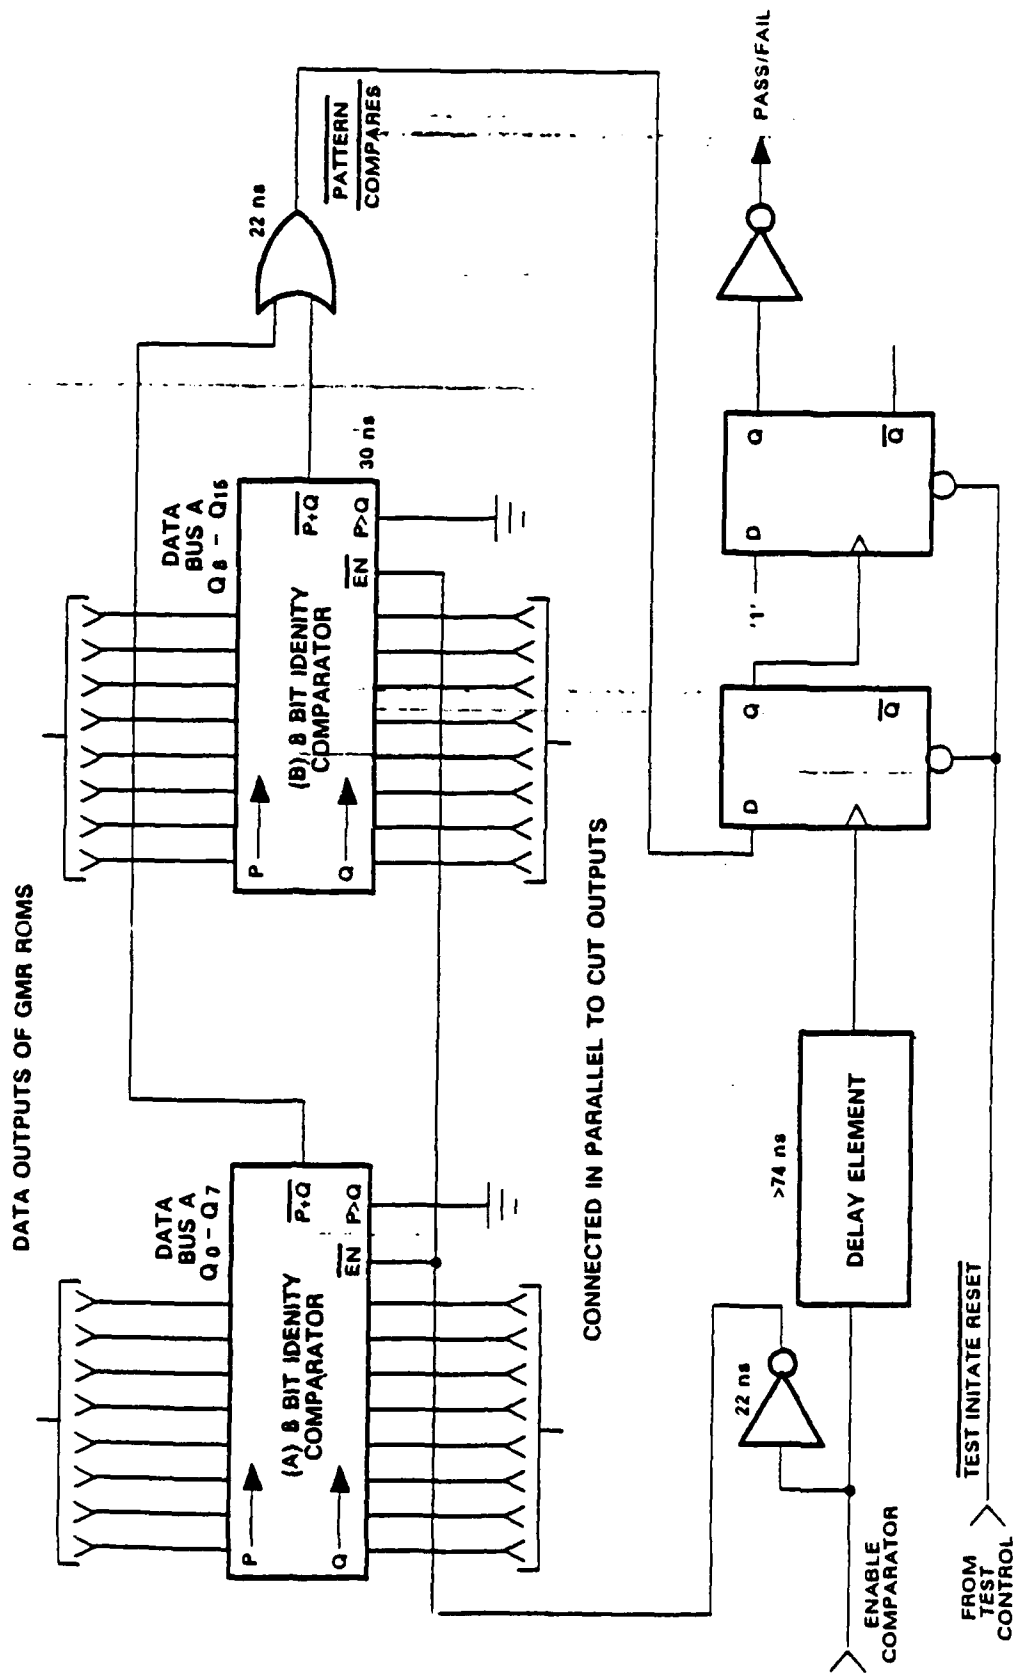 DATA OUTPUTS OF GMR ROMS
DATA
BUS A
Q0 - Q7
P
Q
(A) 8 BIT IDENITY
COMPARATOR
P+Q
EN
P>Q
DATA
BUS A
Q8 - Q15
P
Q
(B) 8 BIT IDENITY
COMPARATOR
P+Q
EN
P>Q
30 ns
22 ns
PATTERN
COMPARES
CONNECTED IN PARALLEL TO CUT OUTPUTS
22 ns
>74 ns
DELAY ELEMENT
D
Q
Q
'1'
D
Q
Q
PASS/FAIL
ENABLE
COMPARATOR
FROM
TEST
CONTROL
TEST INITATE RESET